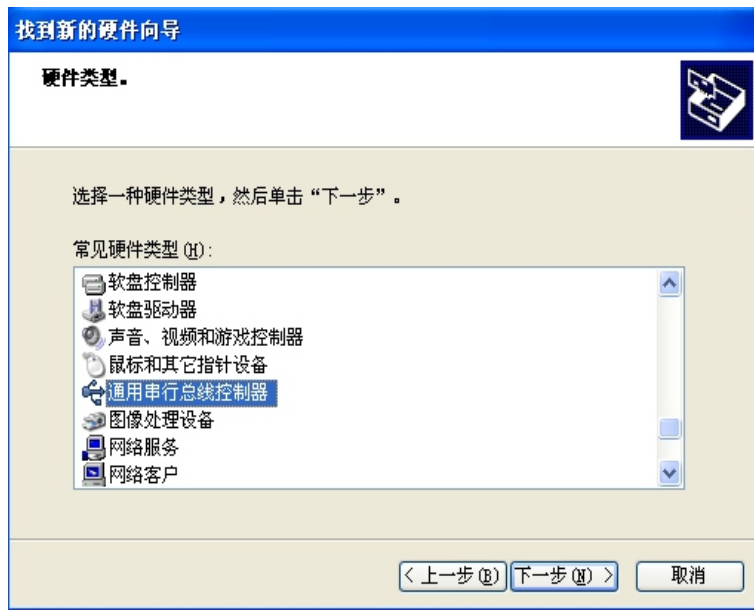 找到新的硬件向导
硬件类型。
选择一种硬件类型，然后单击“下一步”。
常见硬件类型(H):
软盘控制器
软盘驱动器
声音、视频和游戏控制器
鼠标和其它指针设备
通用串行总线控制器
图像处理设备
网络服务
网络客户
< 上一步(B) 下一步(N) > 取消